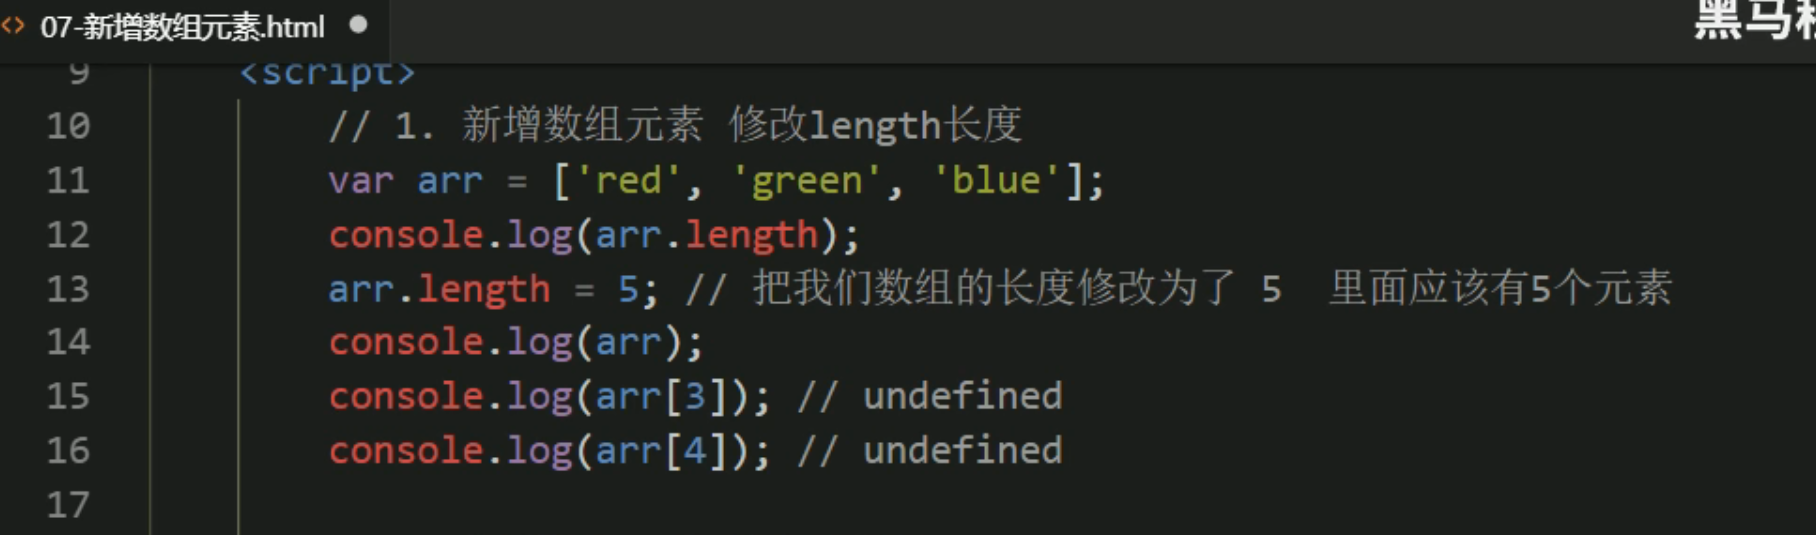 07-新增数组元素.html
黑马
9 <script>
10 // 1. 新增数组元素 修改length长度
11 var arr = ['red', 'green', 'blue'];
12 console.log(arr.length);
13 arr.length = 5; // 把我们数组的长度修改为了 5  里面应该有5个元素
14 console.log(arr);
15 console.log(arr[3]); // undefined
16 console.log(arr[4]); // undefined
17